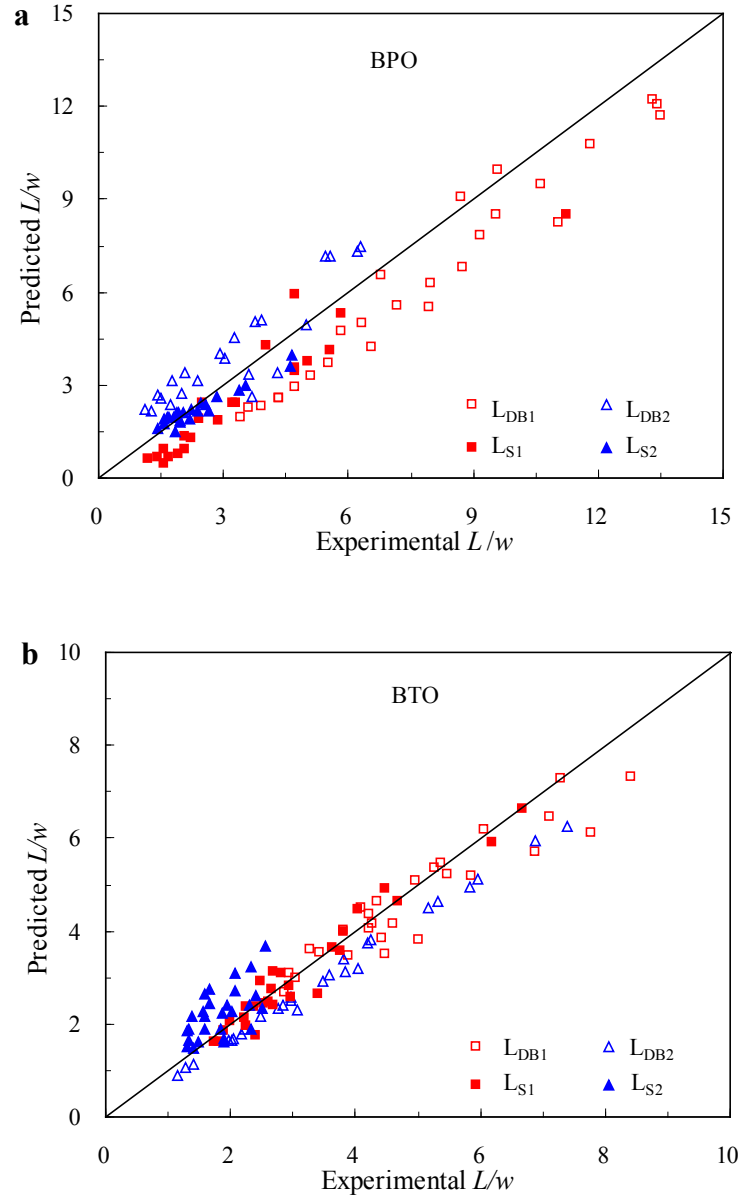 a
15
BPO
12
9
6
3
0
Predicted L/w
L_DB1 L_DB2
L_S1 L_S2
0 3 6 9 12 15
Experimental L/w
b
10
BTO
8
6
4
2
0
Predicted L/w
L_DB1 L_DB2
L_S1 L_S2
0 2 4 6 8 10
Experimental L/w